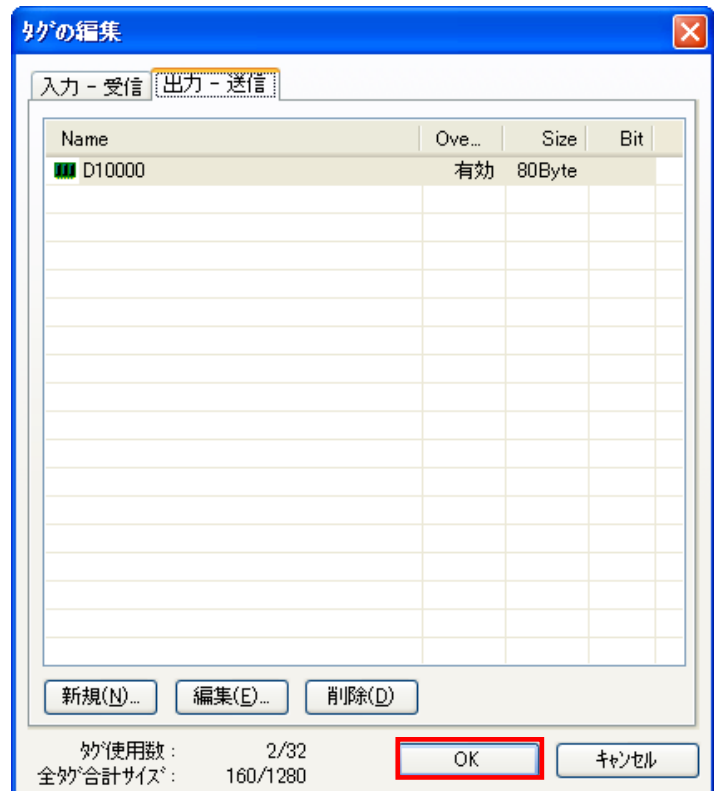 ﾀｸﾞの編集
入力 - 受信 出力 - 送信
Name Ove... Size Bit
D10000 有効 80Byte
新規(N)... 編集(E)... 削除(D)
ﾀｸﾞ使用数 : 2/32
全ﾀｸﾞ合計ｻｲｽﾞ : 160/1280
OK ｷｬﾝｾﾙ